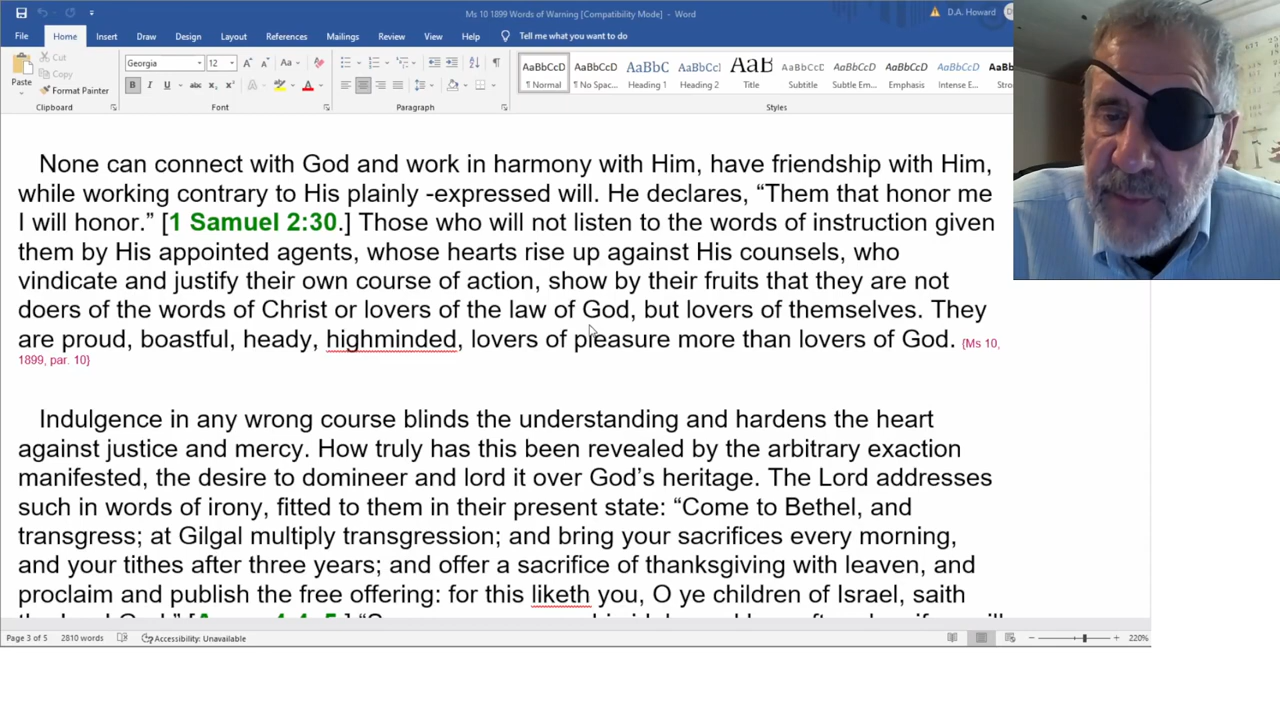 Ms 10 1899 Words of Warning [Compatibility Mode] - Word
D.A. Howard
File Home Insert Draw Design Layout References Mailings Review View Help Tell me what you want to do
Paste
Cut
Copy
Format Painter
Clipboard
Georgia 12
Font
Paragraph
AaBbCcD AaBbCcD AaBbC AaBbCc AaB AaBbCcD AaBbCcD AaBbCcD AaBbCcD
¶ Normal ¶ No Spac... Heading 1 Heading 2 Title Subtitle Subtle Em... Emphasis Intense E...
Styles
None can connect with God and work in harmony with Him, have friendship with Him,
while working contrary to His plainly -expressed will. He declares, “Them that honor me
I will honor.” [1 Samuel 2:30.] Those who will not listen to the words of instruction given
them by His appointed agents, whose hearts rise up against His counsels, who
vindicate and justify their own course of action, show by their fruits that they are not
doers of the words of Christ or lovers of the law of God, but lovers of themselves. They
are proud, boastful, heady, highminded, lovers of pleasure more than lovers of God. {Ms 10,
1899, par. 10}
Indulgence in any wrong course blinds the understanding and hardens the heart
against justice and mercy. How truly has this been revealed by the arbitrary exaction
manifested, the desire to domineer and lord it over God’s heritage. The Lord addresses
such in words of irony, fitted to them in their present state: “Come to Bethel, and
transgress; at Gilgal multiply transgression; and bring your sacrifices every morning,
and your tithes after three years; and offer a sacrifice of thanksgiving with leaven, and
proclaim and publish the free offering: for this liketh you, O ye children of Israel, saith
Page 3 of 5 2810 words Accessibility: Unavailable 220%